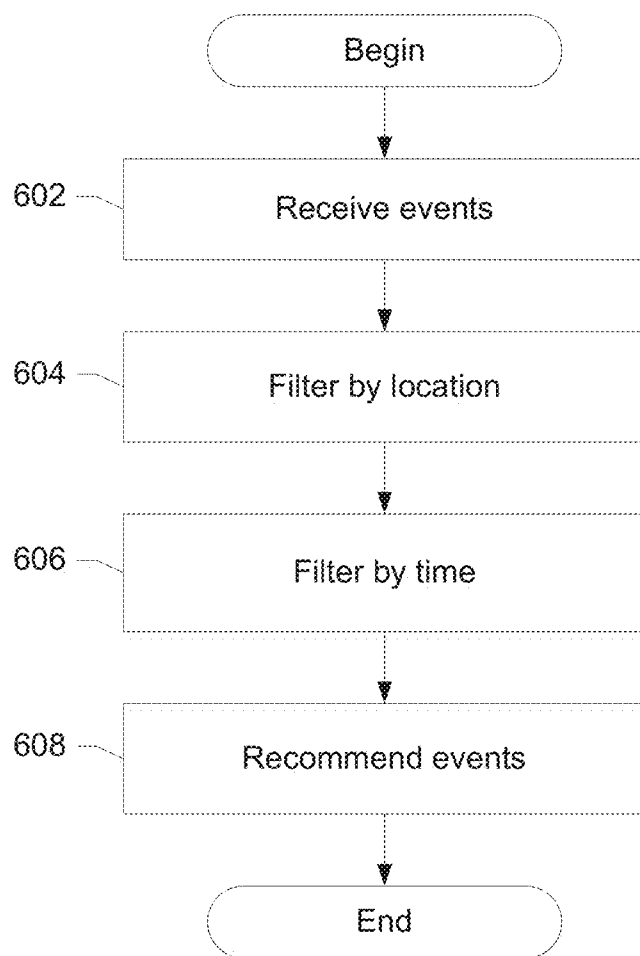 Begin
602
Receive events
604
Filter by location
606
Filter by time
608
Recommend events
End